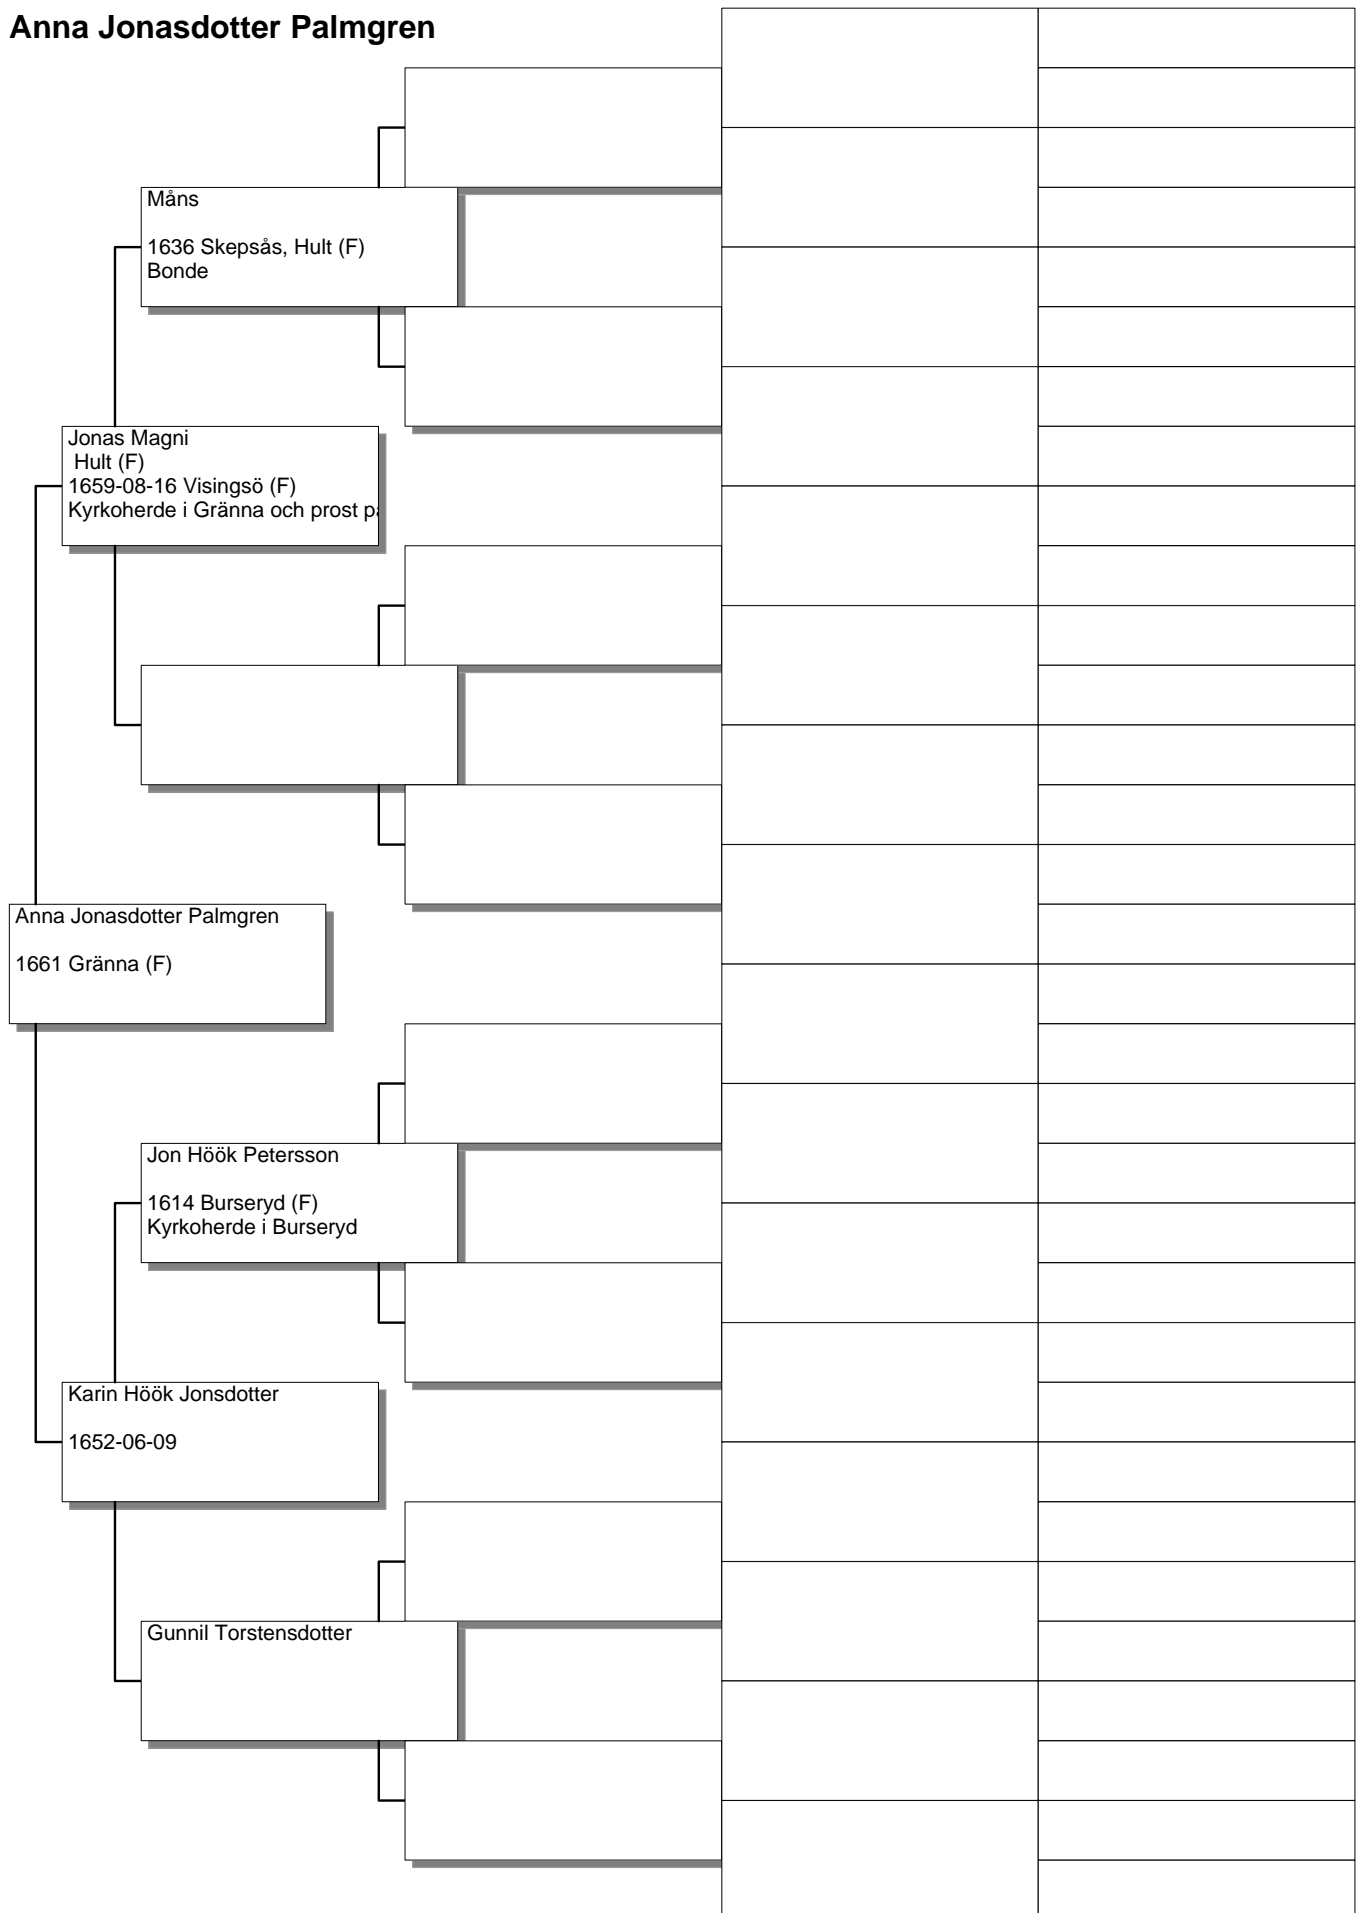 Anna Jonasdotter Palmgren
Måns
1636 Skepsås, Hult (F)
Bonde
Jonas Magni
Hult (F)
1659-08-16 Visingsö (F)
Kyrkoherde i Gränna och prost
Anna Jonasdotter Palmgren
1661 Gränna (F)
Jon Höök Petersson
1614 Burseryd (F)
Kyrkoherde i Burseryd
Karin Höök Jonsdotter
1652-06-09
Gunnil Torstensdotter